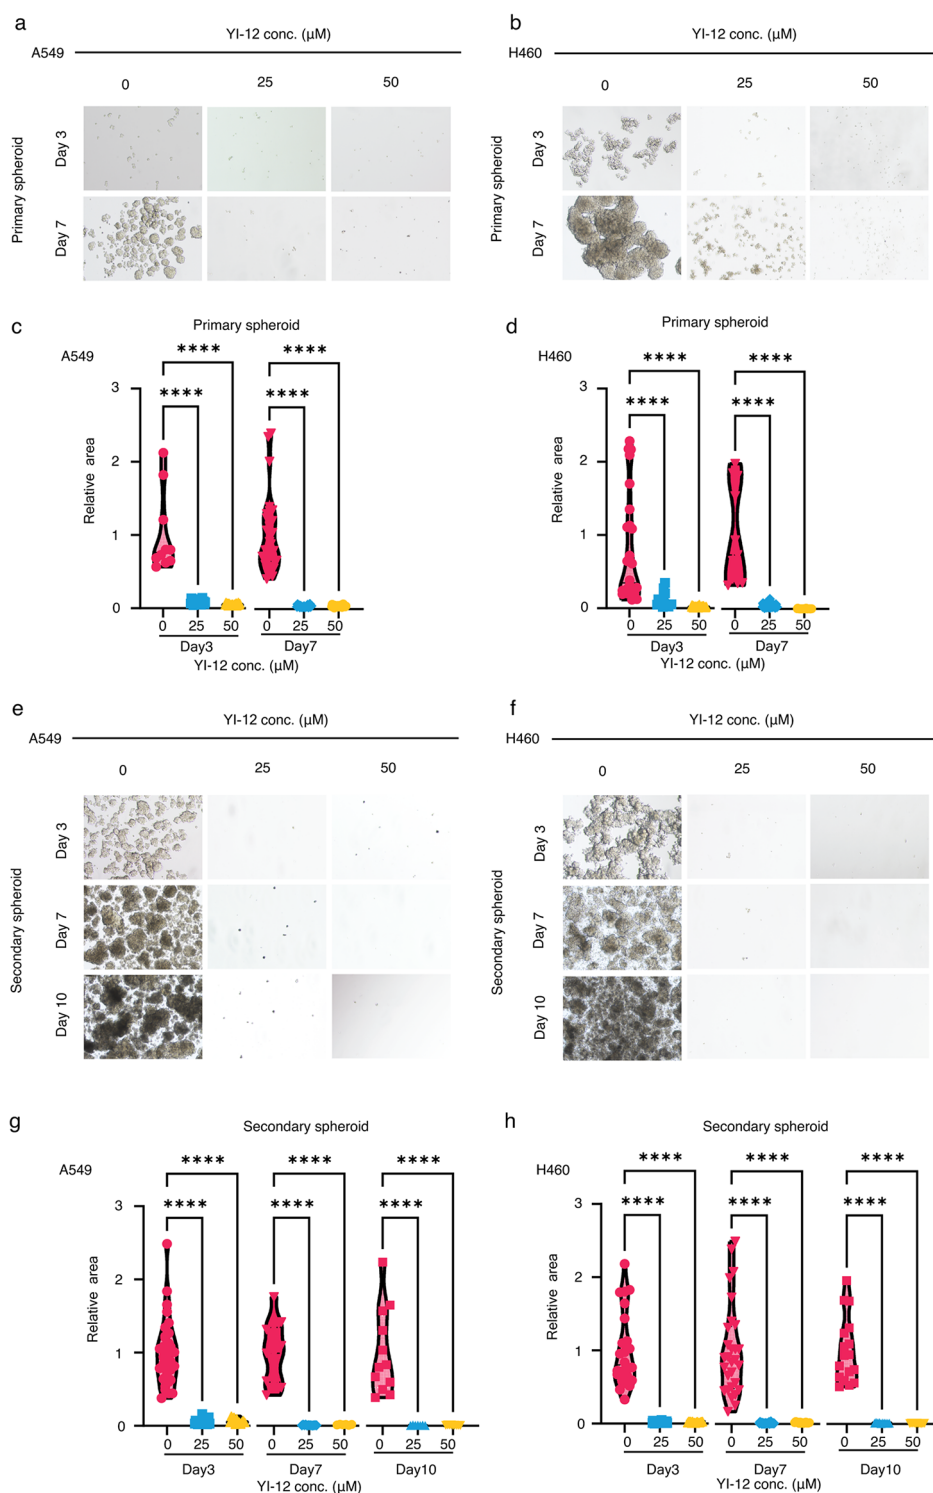 a
YI-12 conc. (μM)
A549
0 25 50
Primary spheroid
Day 3
Day 7
b
YI-12 conc. (μM)
H460
0 25 50
Primary spheroid
Day 3
Day 7
c
Primary spheroid
A549
**** ****
**** ****
Relative area
3
2
1
0
0 25 50 0 25 50
Day3 Day7
YI-12 conc. (μM)
d
Primary spheroid
H460
**** ****
**** ****
Relative area
3
2
1
0
0 25 50 0 25 50
Day3 Day7
YI-12 conc. (μM)
e
YI-12 conc. (μM)
A549
0 25 50
Secondary spheroid
Day 3
Day 7
Day 10
f
YI-12 conc. (μM)
H460
0 25 50
Secondary spheroid
Day 3
Day 7
Day 10
g
Secondary spheroid
A549
**** **** ****
**** **** ****
Relative area
3
2
1
0
0 25 50 0 25 50 0 25 50
Day3 Day7 Day10
YI-12 conc. (μM)
h
Secondary spheroid
H460
**** **** ****
**** **** ****
Relative area
3
2
1
0
0 25 50 0 25 50 0 25 50
Day3 Day7 Day10
YI-12 conc. (μM)